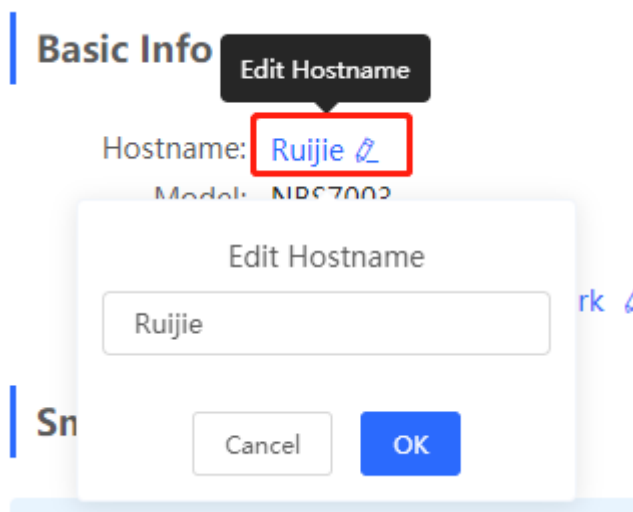 Basic Info
Edit Hostname
Hostname: Ruijie
Model: NBS7003
Edit Hostname
Ruijie
rk
Sn
Cancel
OK